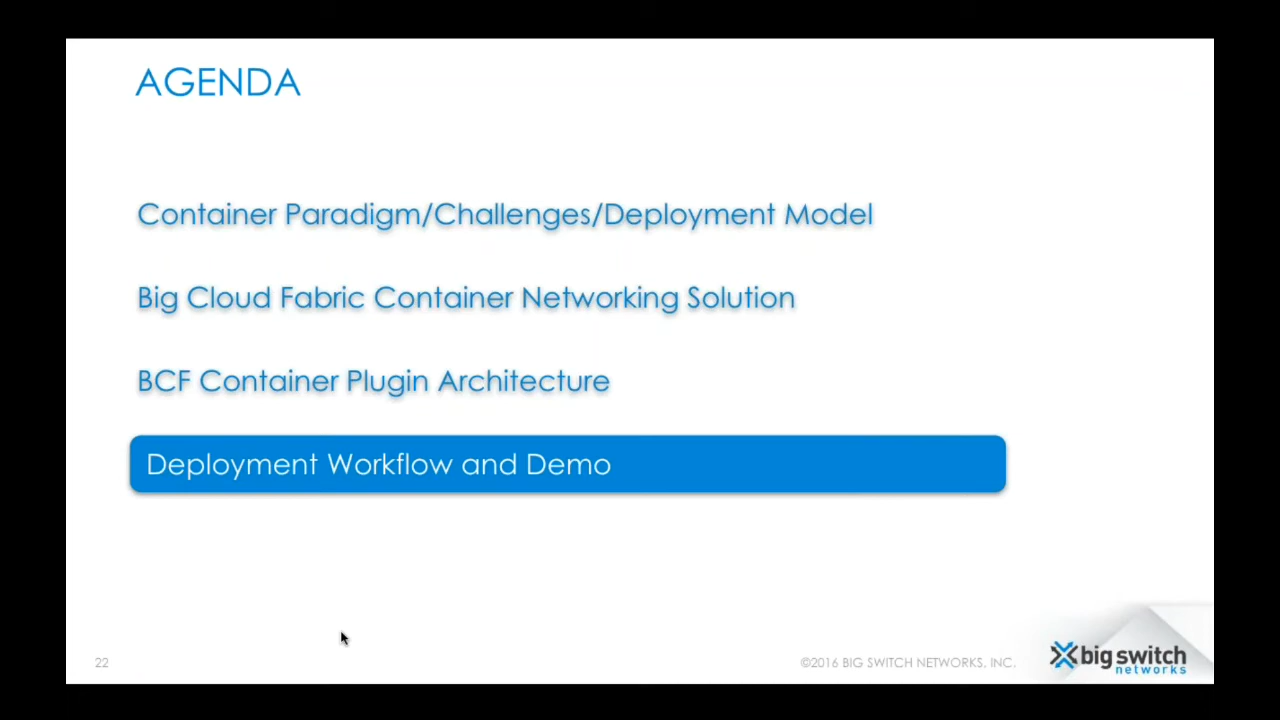 AGENDA
Container Paradigm/Challenges/Deployment Model
Big Cloud Fabric Container Networking Solution
BCF Container Plugin Architecture
Deployment Workflow and Demo
22
©2016 BIG SWITCH NETWORKS, INC.
big switch
networks